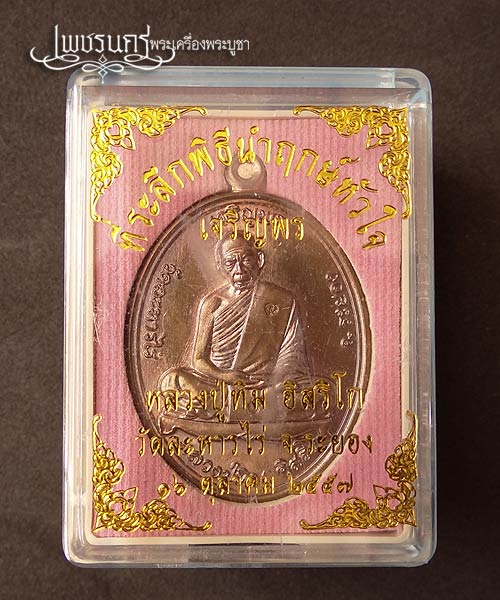 เพชรนคร
พระเครื่องพระบูชา
ที่ระลึกพิธีนำฤกษ์หัวใจ
เจริญพร
หลวงปู่ทิม อิสริโก
วัดละหารไร่ จ.ระยอง
๑๖ ตุลาคม ๒๕๕๗